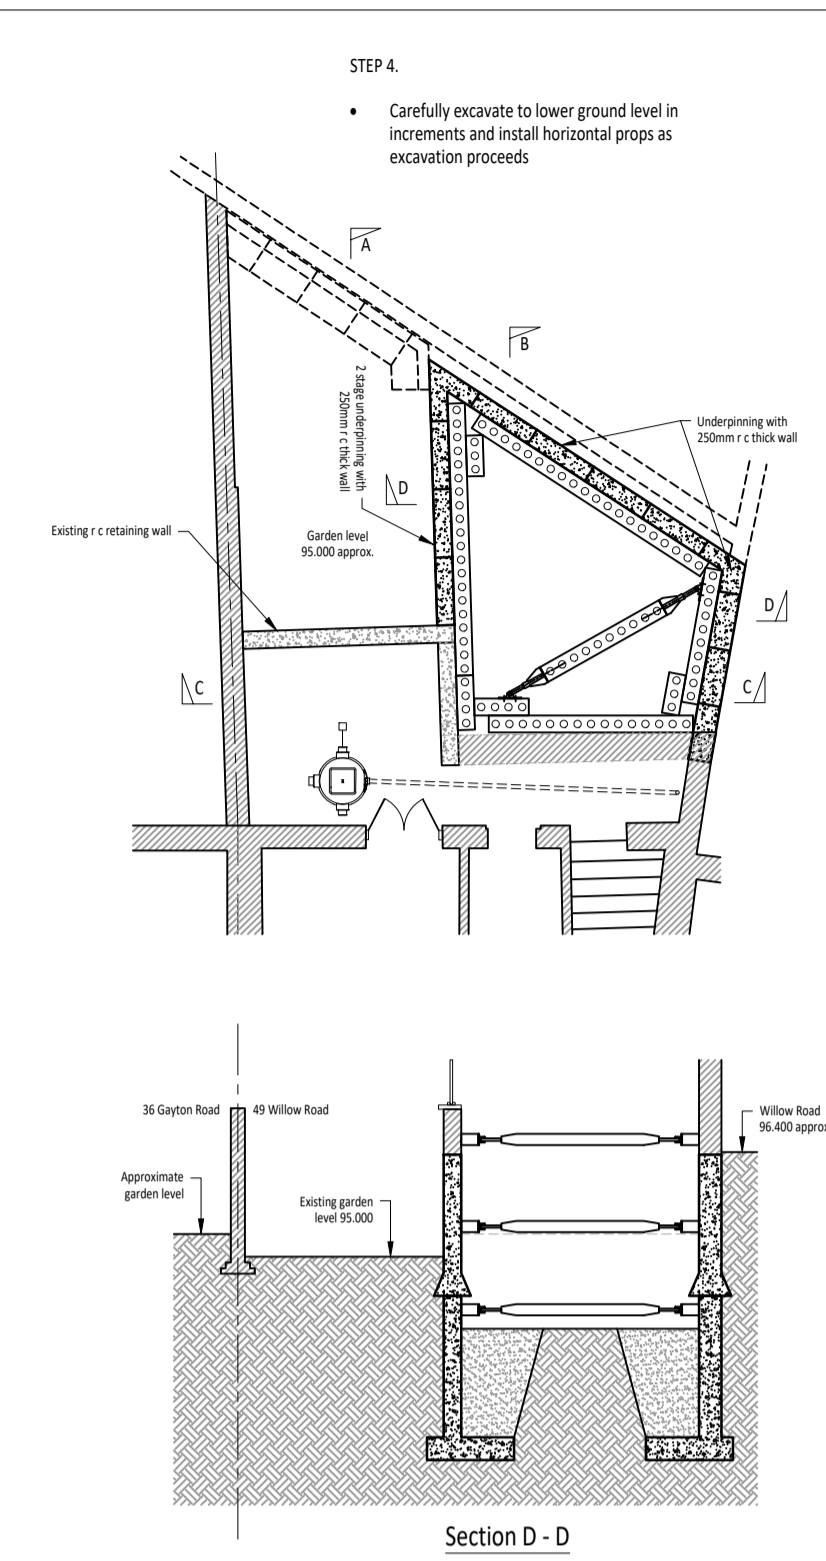 STEP 4.
• Carefully excavate to lower ground level in
increments and install horizontal props as
excavation proceeds
A
B
2 stage underpinning with
250mm r c thick wall
Underpinning with
250mm r c thick wall
D
Garden level
95.000 approx.
Existing r c retaining wall
D
C
C
36 Gayton Road
49 Willow Road
Willow Road
96.400 approx
Approximate
garden level
Existing garden
level 95.000
Section D - D